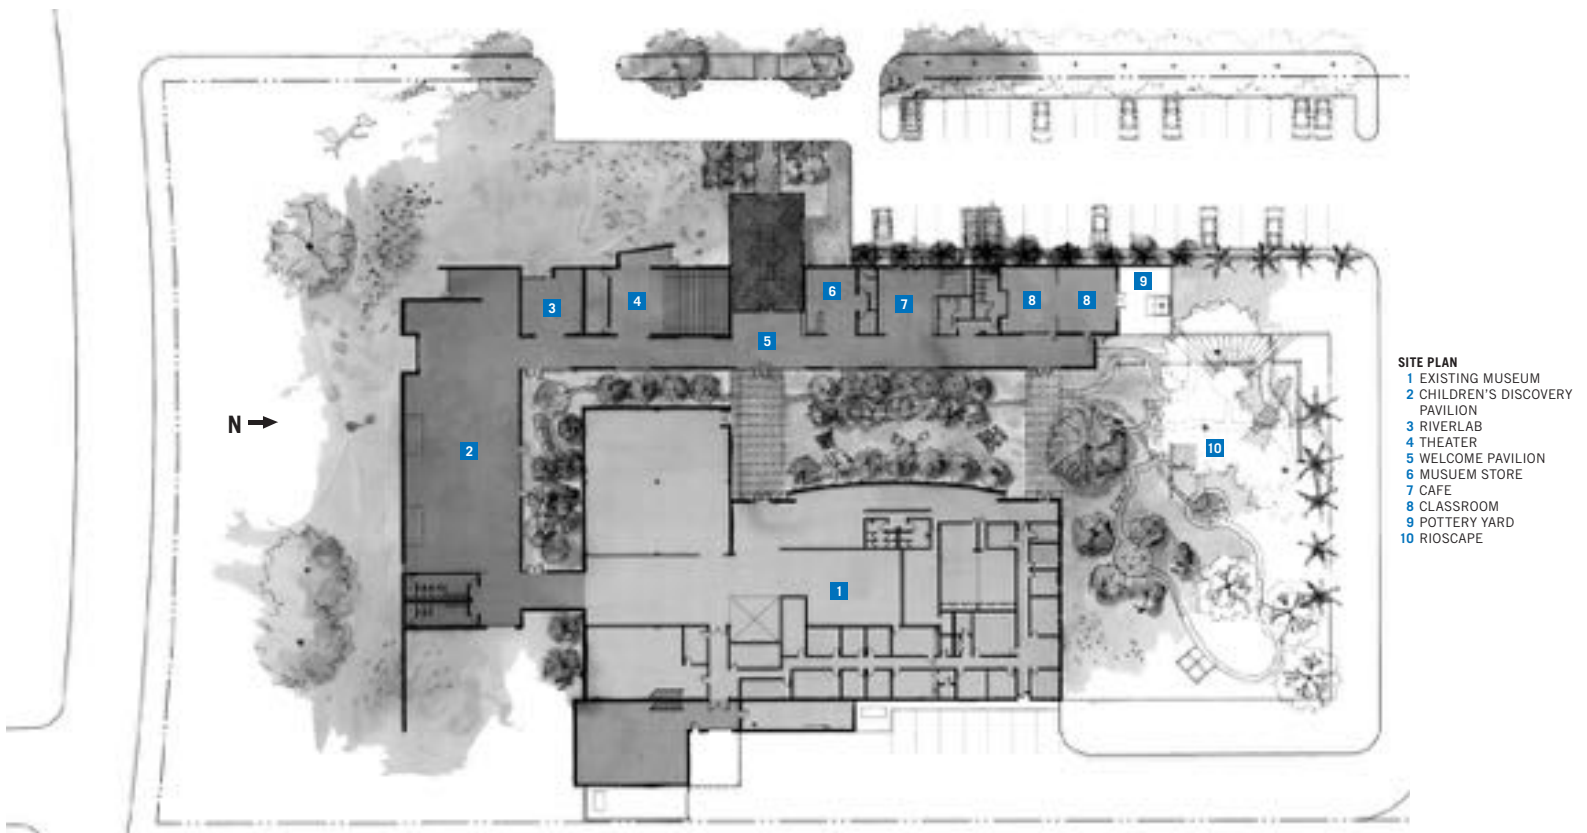 3
4
6
7
8
8
9
5
N
2
10
1
SITE PLAN
1 EXISTING MUSEUM
2 CHILDREN'S DISCOVERY
PAVILION
3 RIVERLAB
4 THEATER
5 WELCOME PAVILION
6 MUSUEM STORE
7 CAFE
8 CLASSROOM
9 POTTERY YARD
10 RIOSCAPE